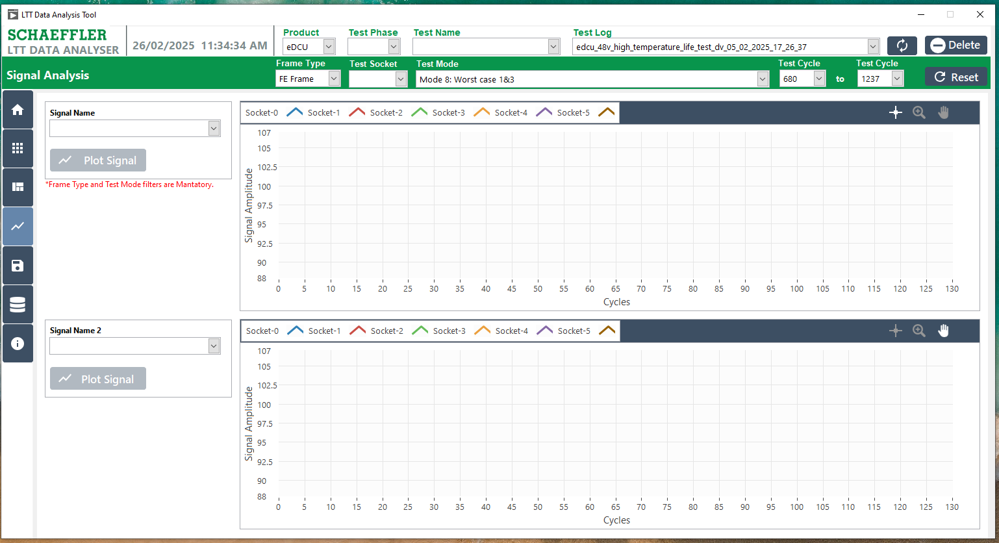 LTT Data Analysis Tool
SCHAEFFLER
LTT DATA ANALYSER
26/02/2025 11:34:34 AM
Product
eDCU
Test Phase
Test Name
Test Log
edcu_48v_high_temperature_life_test_dv_05_02_2025_17_26_37
Delete
Signal Analysis
Frame Type
FE Frame
Test Socket
Test Mode
Mode 8: Worst case 1&3
Test Cycle
680
to
Test Cycle
1237
Reset
Signal Name
Plot Signal
*Frame Type and Test Mode filters are Mantatory.
Socket-0 Socket-1 Socket-2 Socket-3 Socket-4 Socket-5
Signal Amplitude
107
105
102.5
100
97.5
95
92.5
90
88
0 5 10 15 20 25 30 35 40 45 50 55 60 65 70 75 80 85 90 95 100 105 110 115 120 125 130
Cycles
Signal Name 2
Plot Signal
Socket-0 Socket-1 Socket-2 Socket-3 Socket-4 Socket-5
Signal Amplitude
107
105
102.5
100
97.5
95
92.5
90
88
0 5 10 15 20 25 30 35 40 45 50 55 60 65 70 75 80 85 90 95 100 105 110 115 120 125 130
Cycles